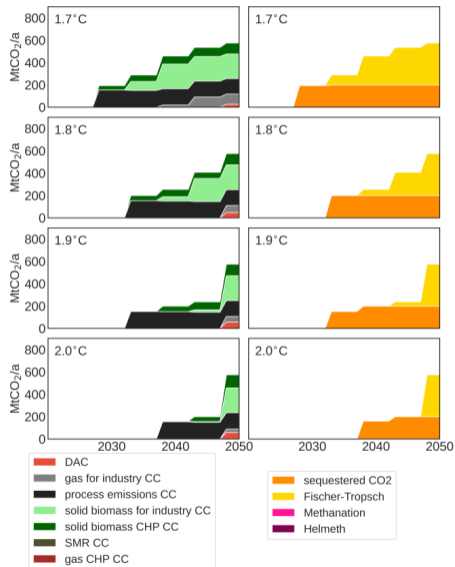 800
600
400
200
0
MtCO₂/a
1.7°C
1.7°C
800
600
400
200
0
MtCO₂/a
1.8°C
1.8°C
800
600
400
200
0
MtCO₂/a
1.9°C
1.9°C
800
600
400
200
0
MtCO₂/a
2.0°C
2.0°C
2030 2040 2050
2030 2040 2050
DAC
gas for industry CC
process emissions CC
solid biomass for industry CC
solid biomass CHP CC
SMR CC
gas CHP CC
sequestered CO2
Fischer-Tropsch
Methanation
Helmeth